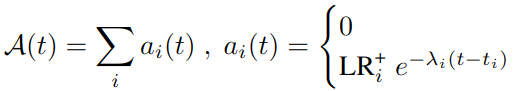 𝒜(t) = ∑_i a_i(t) , a_i(t) = { 0
LR_i^+ e^{-λ_i(t-t_i)}